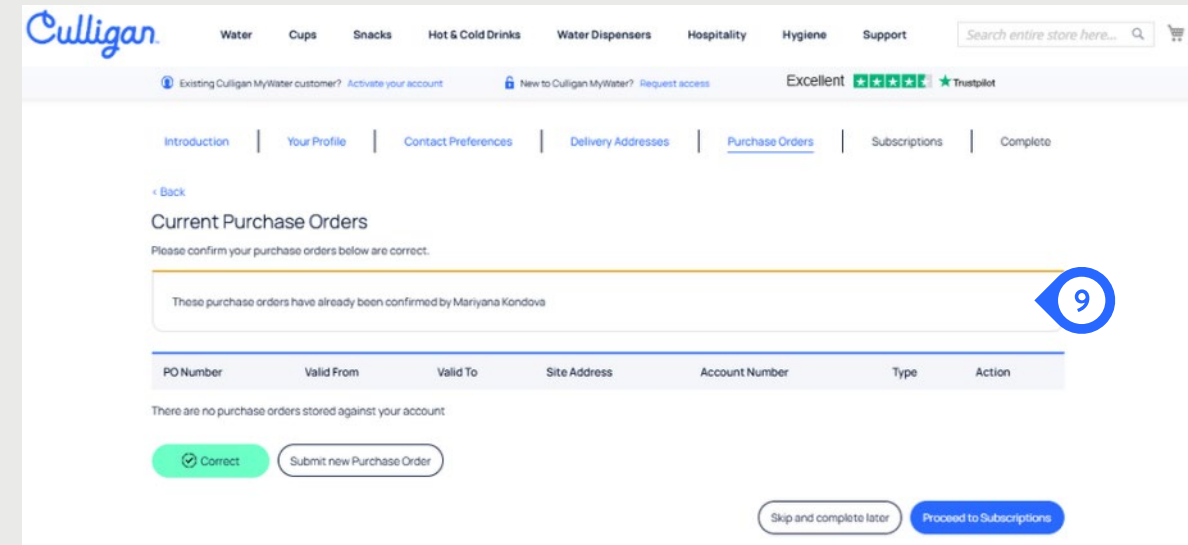 Culligan.
Water Cups Snacks Hot & Cold Drinks Water Dispensers Hospitality Hygiene Support Search entire store here...
Existing Culligan MyWater customer? Activate your account New to Culligan MyWater? Request access Excellent Trustpilot
Introduction Your Profile Contact Preferences Delivery Addresses Purchase Orders Subscriptions Complete
< Back
Current Purchase Orders
Please confirm your purchase orders below are correct.
These purchase orders have already been confirmed by Mariyana Kondova
9
PO Number Valid From Valid To Site Address Account Number Type Action
There are no purchase orders stored against your account
Correct Submit new Purchase Order
Skip and complete later Proceed to Subscriptions